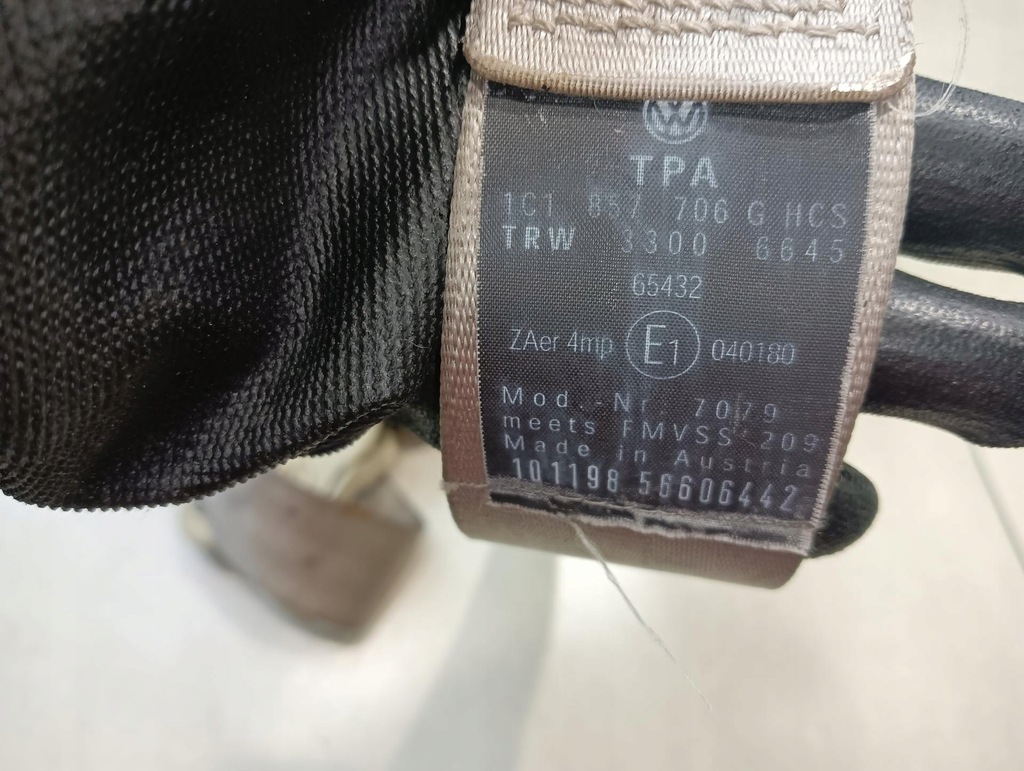 TPA
1C1 857 706 G HCS
TRW 3300 6645
65432
ZAer 4mp E1 040180
Mod.-Nr. 7079
meets FMVSS 209
Made in Austria
101198 56606442